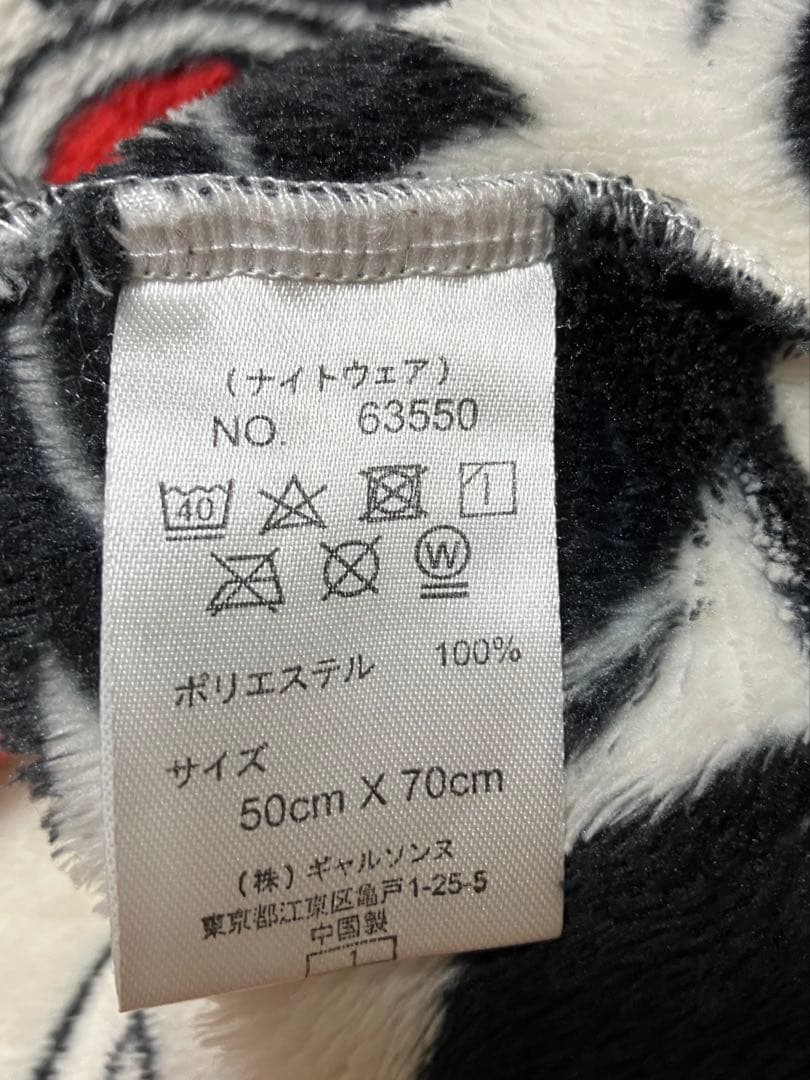 (ナイトウェア)
NO. 63550
40
W
ポリエステル 100%
サイズ
50cm X 70cm
(株)ギャルソンヌ
東京都江東区亀戸1-25-5
中国製
1